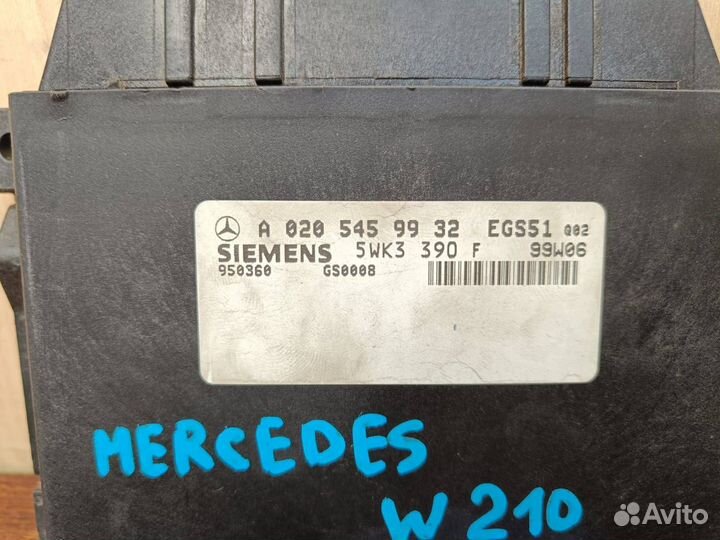 A 020 545 99 32 EGS51 Q02
SIEMENS 5WK3 390 F 99W06
950360 GS0008
MERCEDES
W 210
Avito